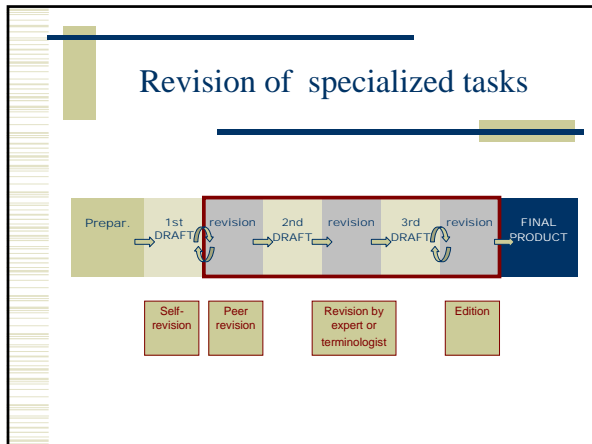 Revision of specialized tasks
Prepar.
1st
DRAFT
revision
2nd
DRAFT
revision
3rd
DRAFT
revision
FINAL
PRODUCT
Self-
revision
Peer
revision
Revision by
expert or
terminologist
Edition